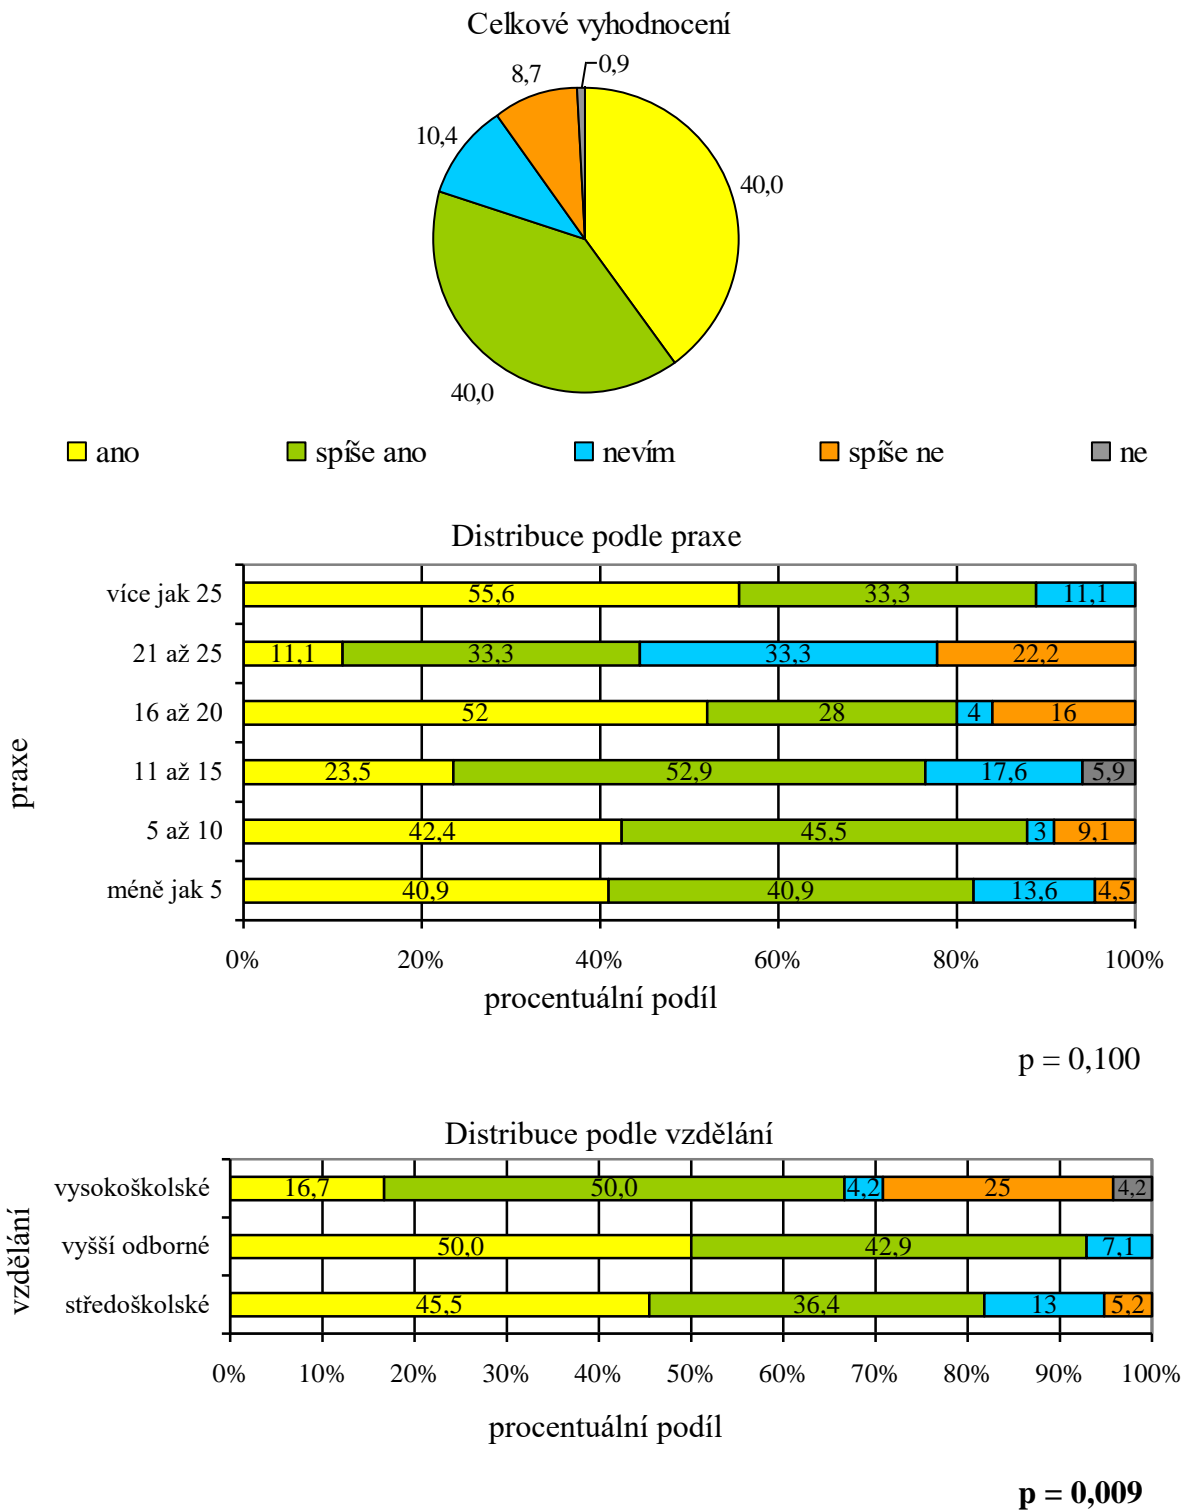 Celkové vyhodnocení
0,9
8,7
10,4
40,0
40,0
ano spíše ano nevím spíše ne ne
Distribuce podle praxe
více jak 25 55,6 33,3 11,1
21 až 25 11,1 33,3 33,3 22,2
16 až 20 52 28 4 16
11 až 15 23,5 52,9 17,6 5,9
5 až 10 42,4 45,5 3 9,1
méně jak 5 40,9 40,9 13,6 4,5
praxe
0% 20% 40% 60% 80% 100%
procentuální podíl
p = 0,100
Distribuce podle vzdělání
vysokoškolské 16,7 50,0 4,2 25 4,2
vyšší odborné 50,0 42,9 7,1
středoškolské 45,5 36,4 13 5,2
vzdělání
0% 10% 20% 30% 40% 50% 60% 70% 80% 90% 100%
procentuální podíl
p = 0,009